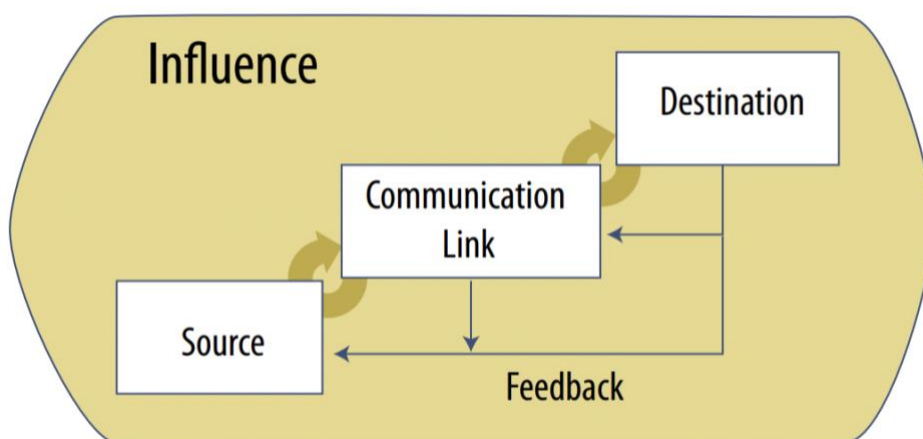 Influence
Destination
Communication
Link
Source
Feedback